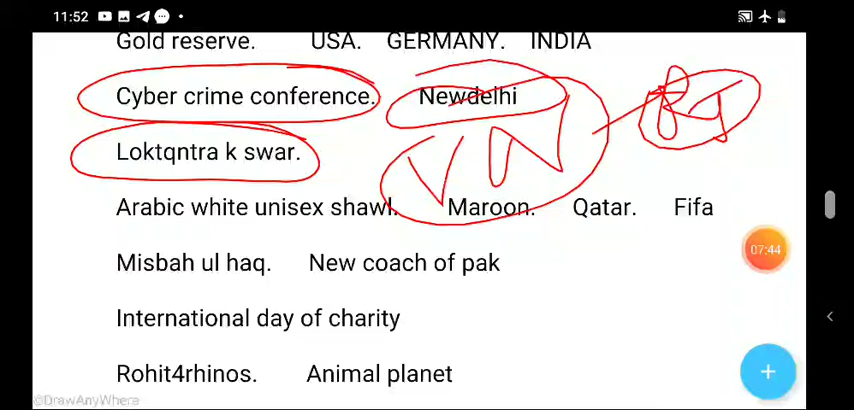 11:52
Gold reserve. USA. GERMANY. INDIA
Cyber crime conference. Newdelhi
Loktqntra k swar. VN
Arabic white unisex shawl. Maroon. Qatar. Fifa
07:44
Misbah ul haq. New coach of pak
International day of charity
Rohit4rhinos. Animal planet
@DrawAnyWhere